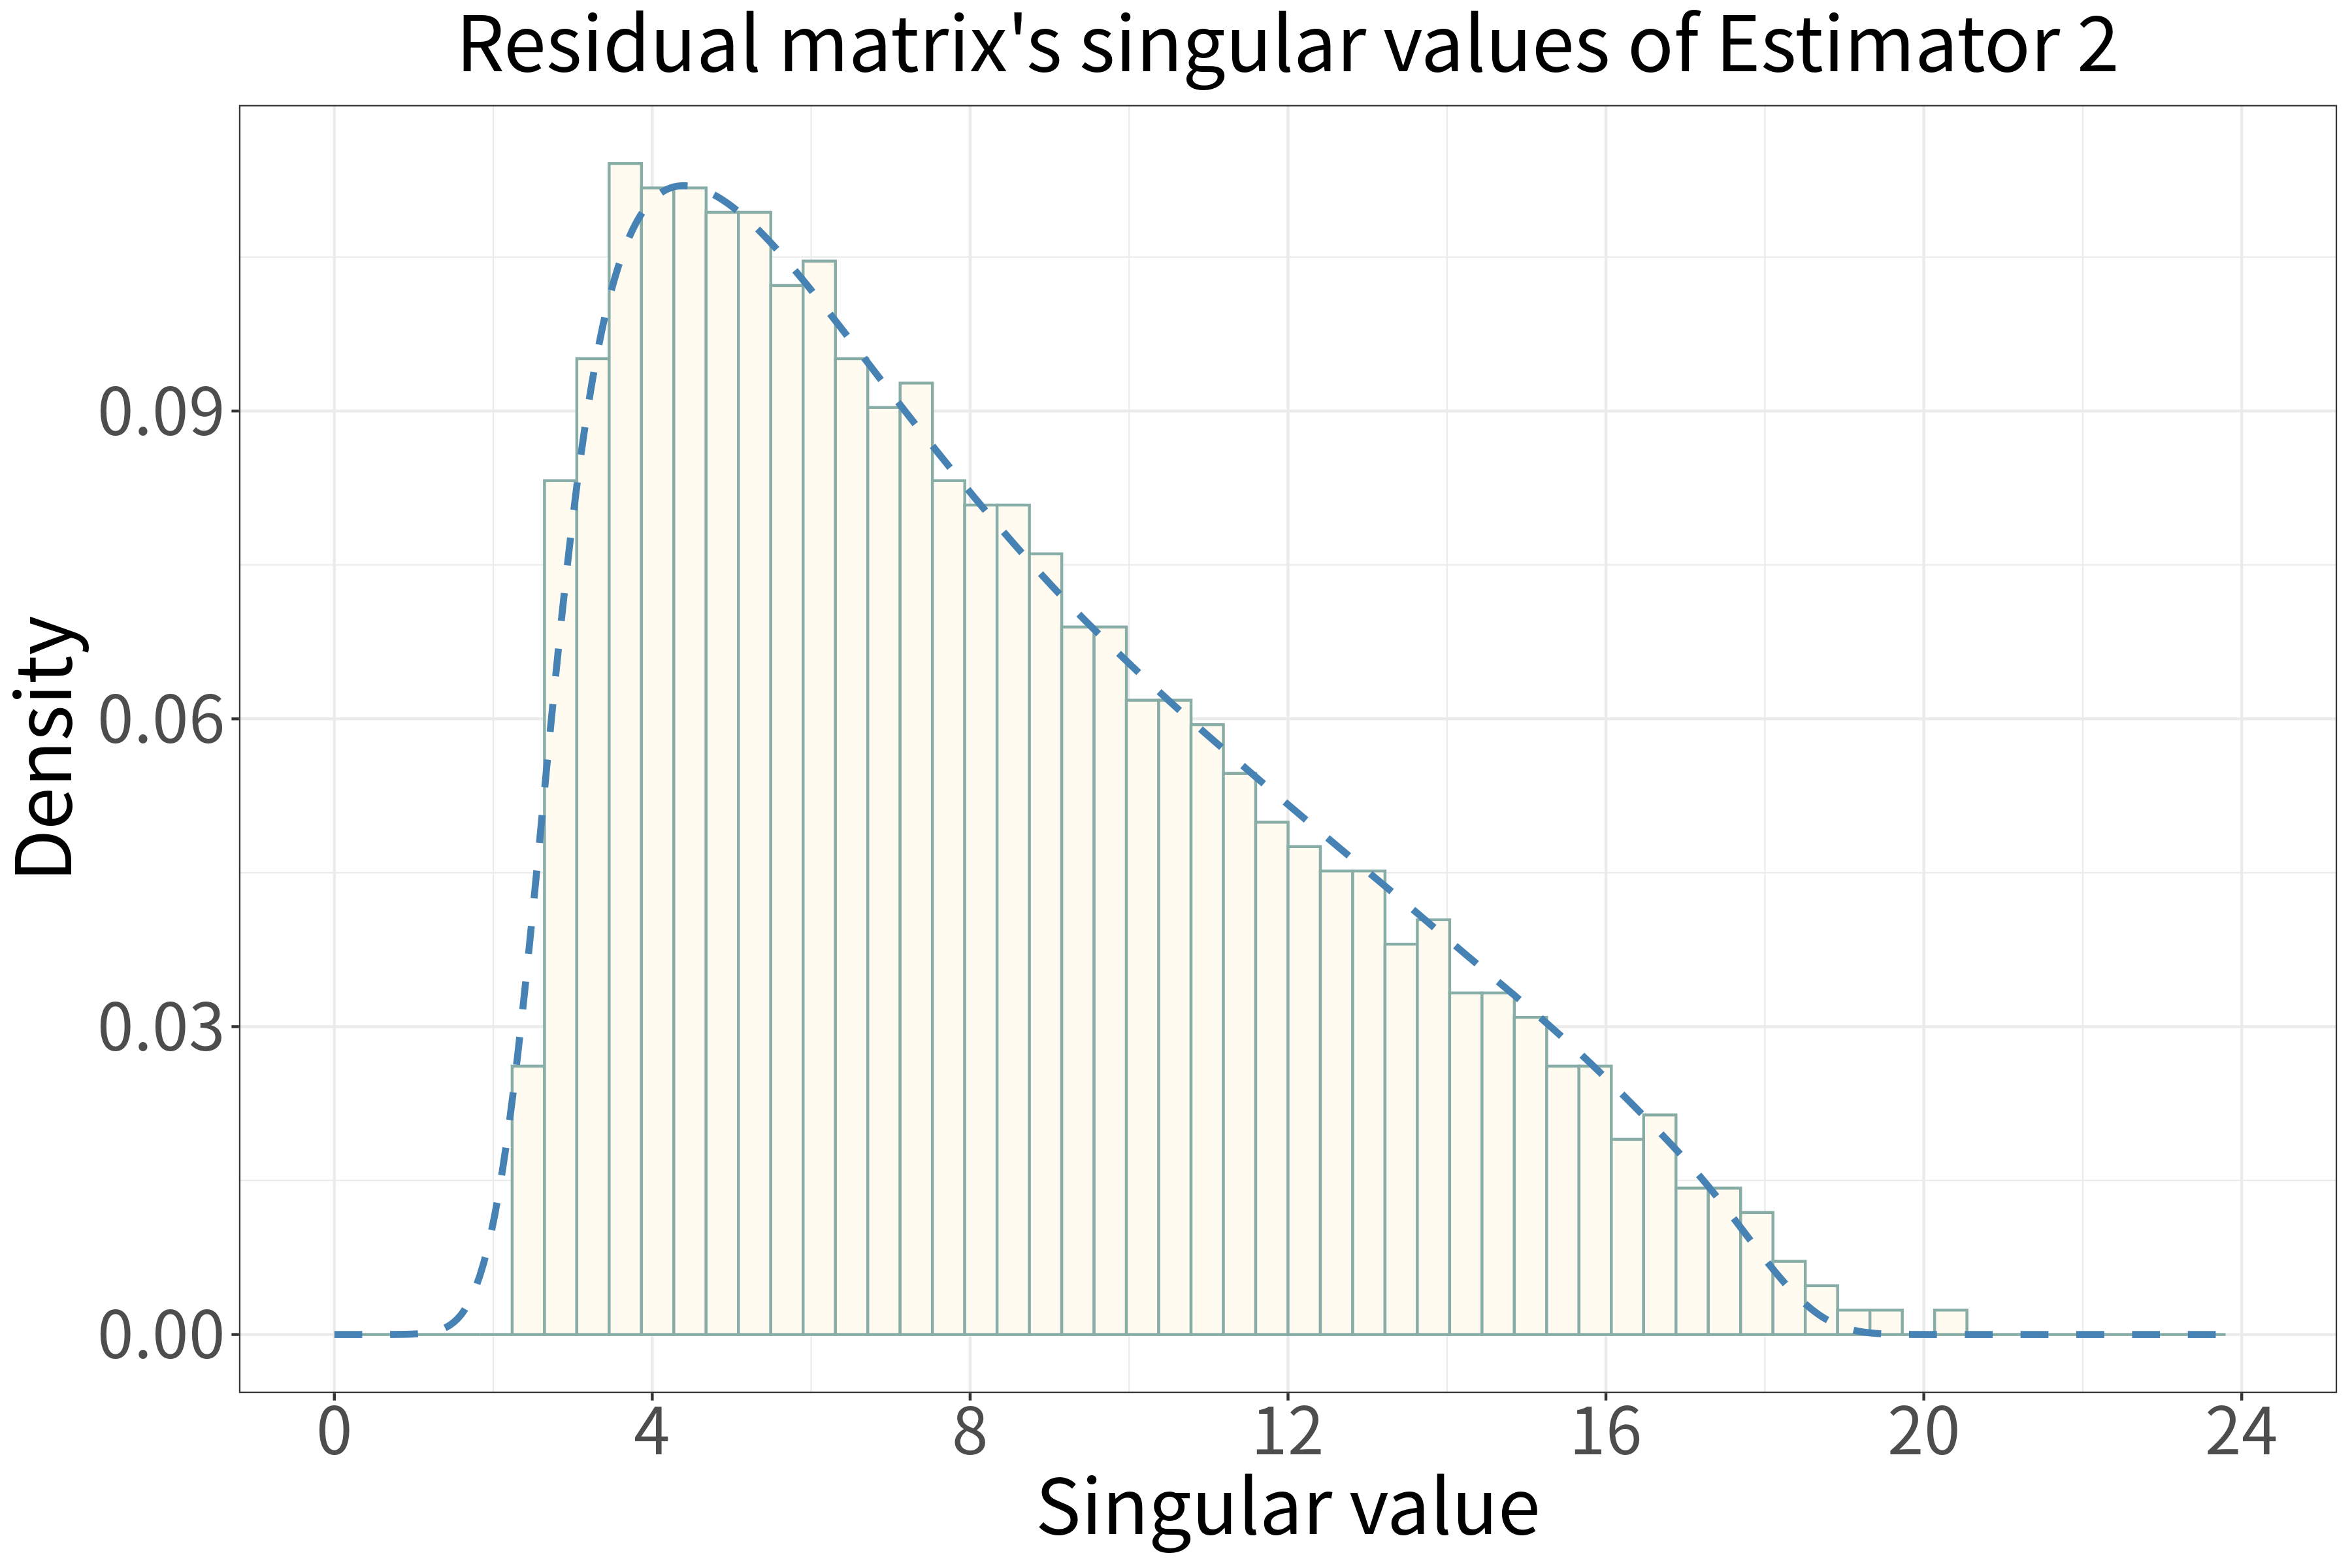 Residual matrix's singular values of Estimator 2
Density
0.09
0.06
0.03
0.00
0 4 8 12 16 20 24
Singular value